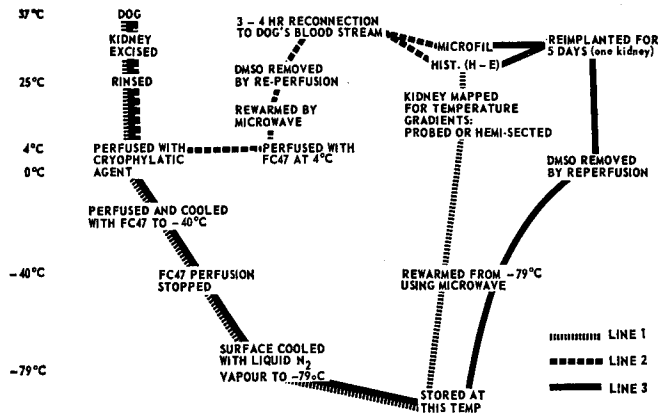 37°C
DOG
KIDNEY
EXCISED
RINSED
25°C
4°C
0°C
PERFUSED WITH
CRYOPHYLATIC
AGENT
3-4 HR RECONNECTION
TO DOG'S BLOOD STREAM
DMSO REMOVED
BY RE-PERFUSION
REWARMED BY
MICROWAVE
PERFUSED WITH
FC47 AT 4°C
MICROFIL
HIST. (H-E)
REIMPLANTED FOR
5 DAYS (one kidney)
KIDNEY MAPPED
FOR TEMPERATURE
GRADIENTS:
PROBED OR HEMI-SECTED
DMSO REMOVED
BY REPERFUSION
PERFUSED AND COOLED
WITH FC47 TO -40°C
-40°C
FC47 PERFUSION
STOPPED
REWARMED FROM -79°C
USING MICROWAVE
SURFACE COOLED
WITH LIQUID N2
VAPOUR TO -79°C
-79°C
STORED AT
THIS TEMP
LINE 1
LINE 2
LINE 3